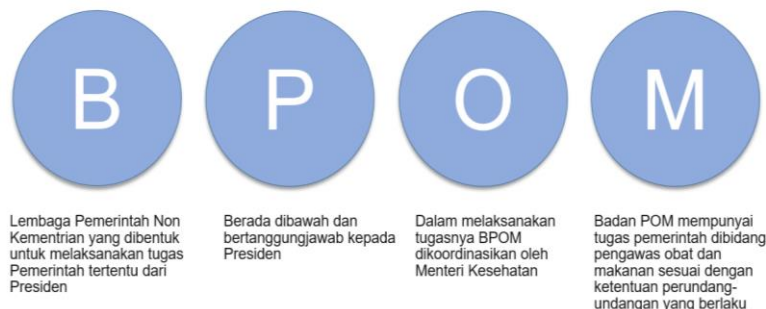 B
Lembaga Pemerintah Non
Kementrian yang dibentuk
untuk melaksanakan tugas
Pemerintah tertentu dari
Presiden
P
Berada dibawah dan
bertanggungjawab kepada
Presiden
O
Dalam melaksanakan
tugasnya BPOM
dikoordinasikan oleh
Menteri Kesehatan
M
Badan POM mempunyai
tugas pemerintah dibidang
pengawas obat dan
makanan sesuai dengan
ketentuan perundang-
undangan yang berlaku